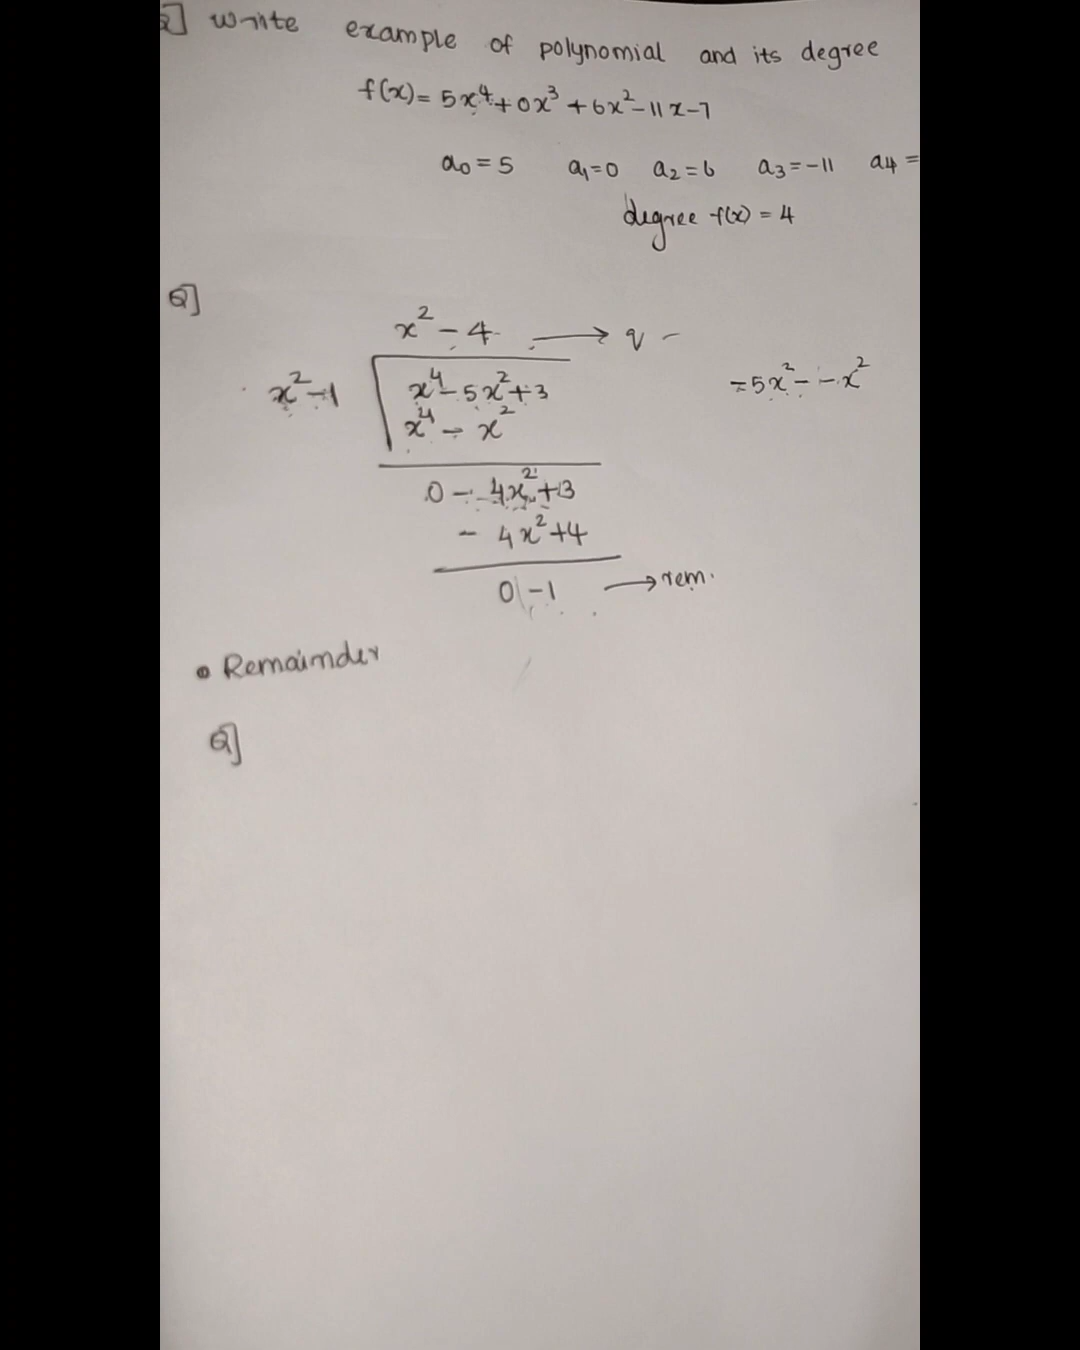 Q] Write example of polynomial and its degree
f(x) = 5x⁴ + 0x³ + 6x² - 11x - 7
a₀ = 5 a₁ = 0 a₂ = 6 a₃ = -11 a₄ =
degree f(x) = 4
Q]
x² - 4 → q -
x² - 1 x⁴ - 5x² + 3 = 5x² - - x²
x⁴ - x²
0 - 4x² + 3
- 4x² + 4
0 - 1 → rem.
• Remainder
Q]